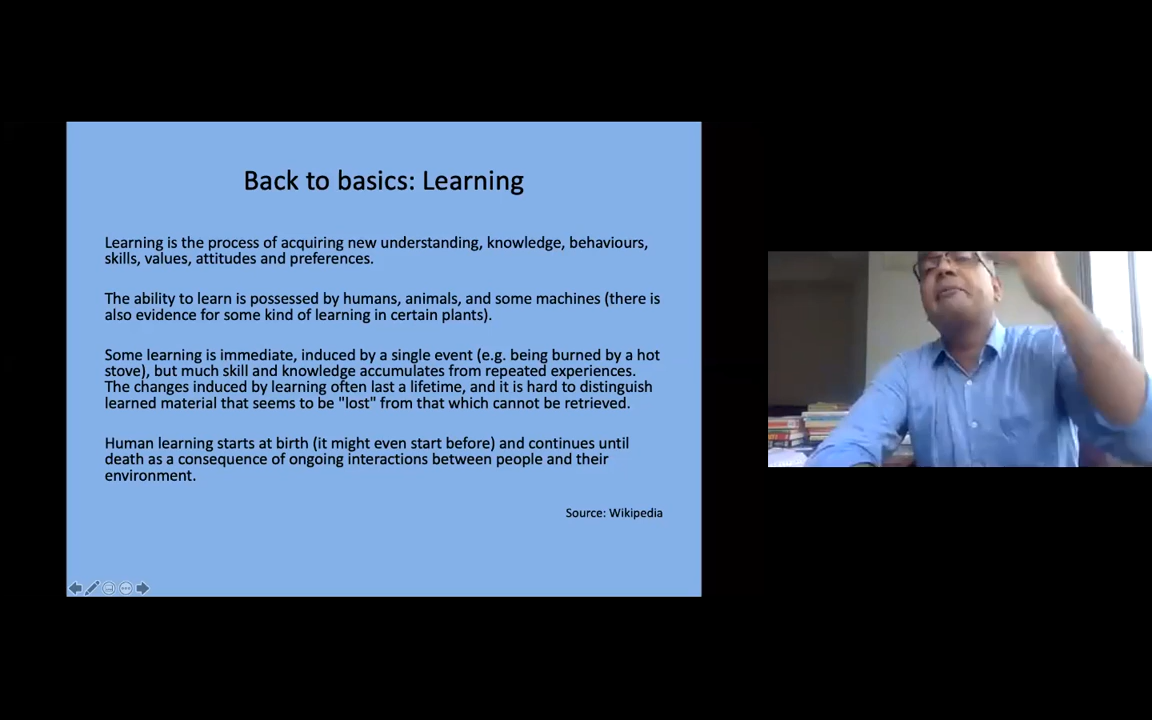 Back to basics: Learning
Learning is the process of acquiring new understanding, knowledge, behaviours,
skills, values, attitudes and preferences.
The ability to learn is possessed by humans, animals, and some machines (there is
also evidence for some kind of learning in certain plants).
Some learning is immediate, induced by a single event (e.g. being burned by a hot
stove), but much skill and knowledge accumulates from repeated experiences.
The changes induced by learning often last a lifetime, and it is hard to distinguish
learned material that seems to be "lost" from that which cannot be retrieved.
Human learning starts at birth (it might even start before) and continues until
death as a consequence of ongoing interactions between people and their
environment.
Source: Wikipedia